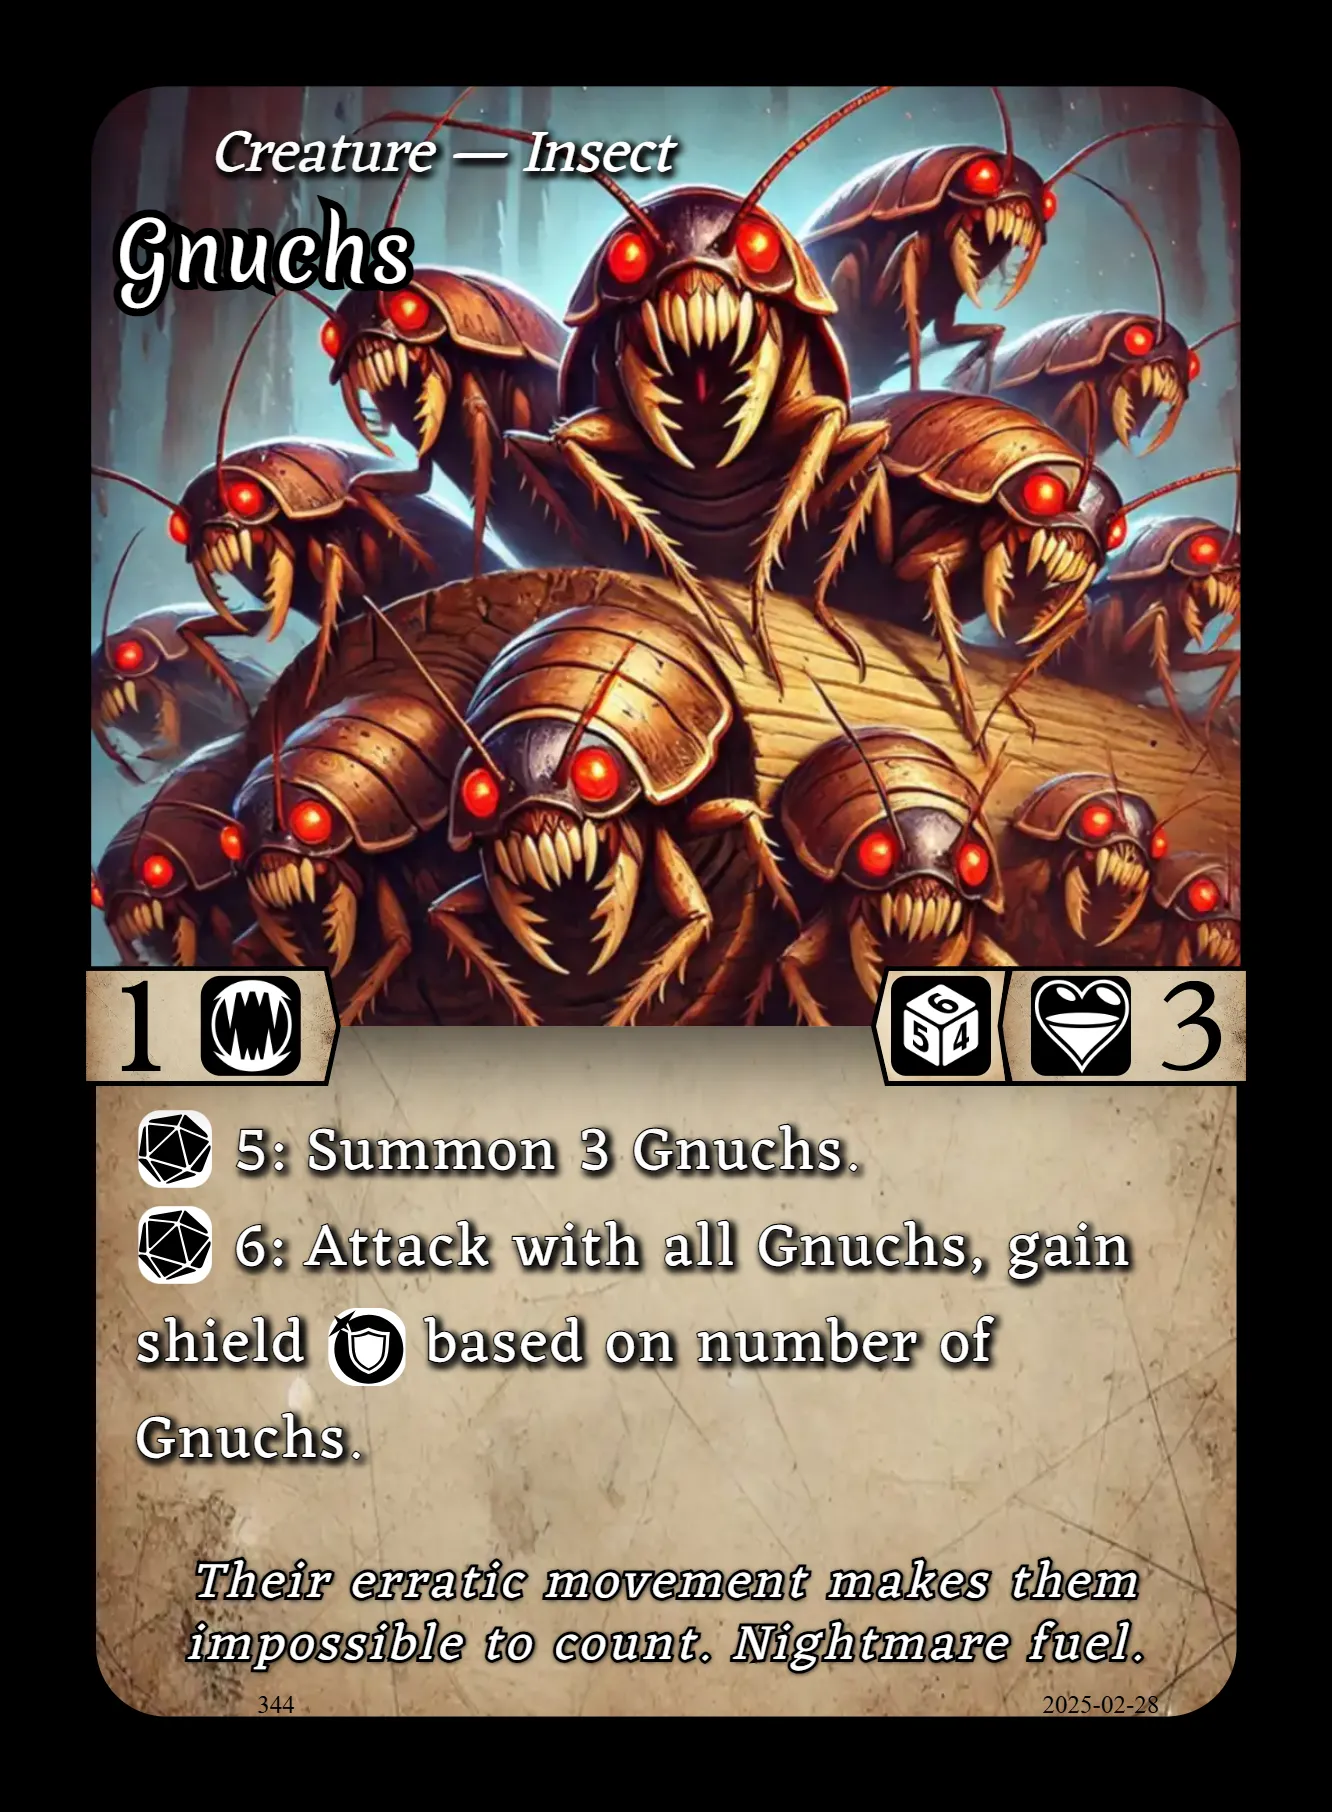 Creature — Insect
Gnuchs
1
6
5 4
3
5: Summon 3 Gnuchs.
6: Attack with all Gnuchs, gain
shield based on number of
Gnuchs.
Their erratic movement makes them
impossible to count. Nightmare fuel.
344
2025-02-28